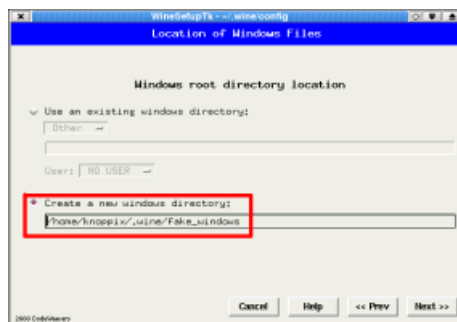 WineSetupTk - ~/.wine/config
Location of Windows Files
Windows root directory location
Use an existing windows directory:
Other
User: NO USER
Create a new windows directory:
/home/knoppix/.wine/fake_windows
Cancel Help << Prev Next >>
2000 CodeWeavers